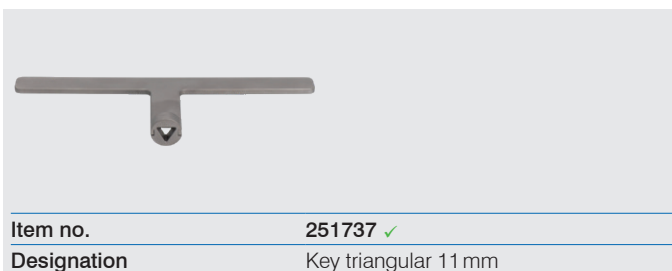 Item no. 251737 ✓
Designation Key triangular 11 mm